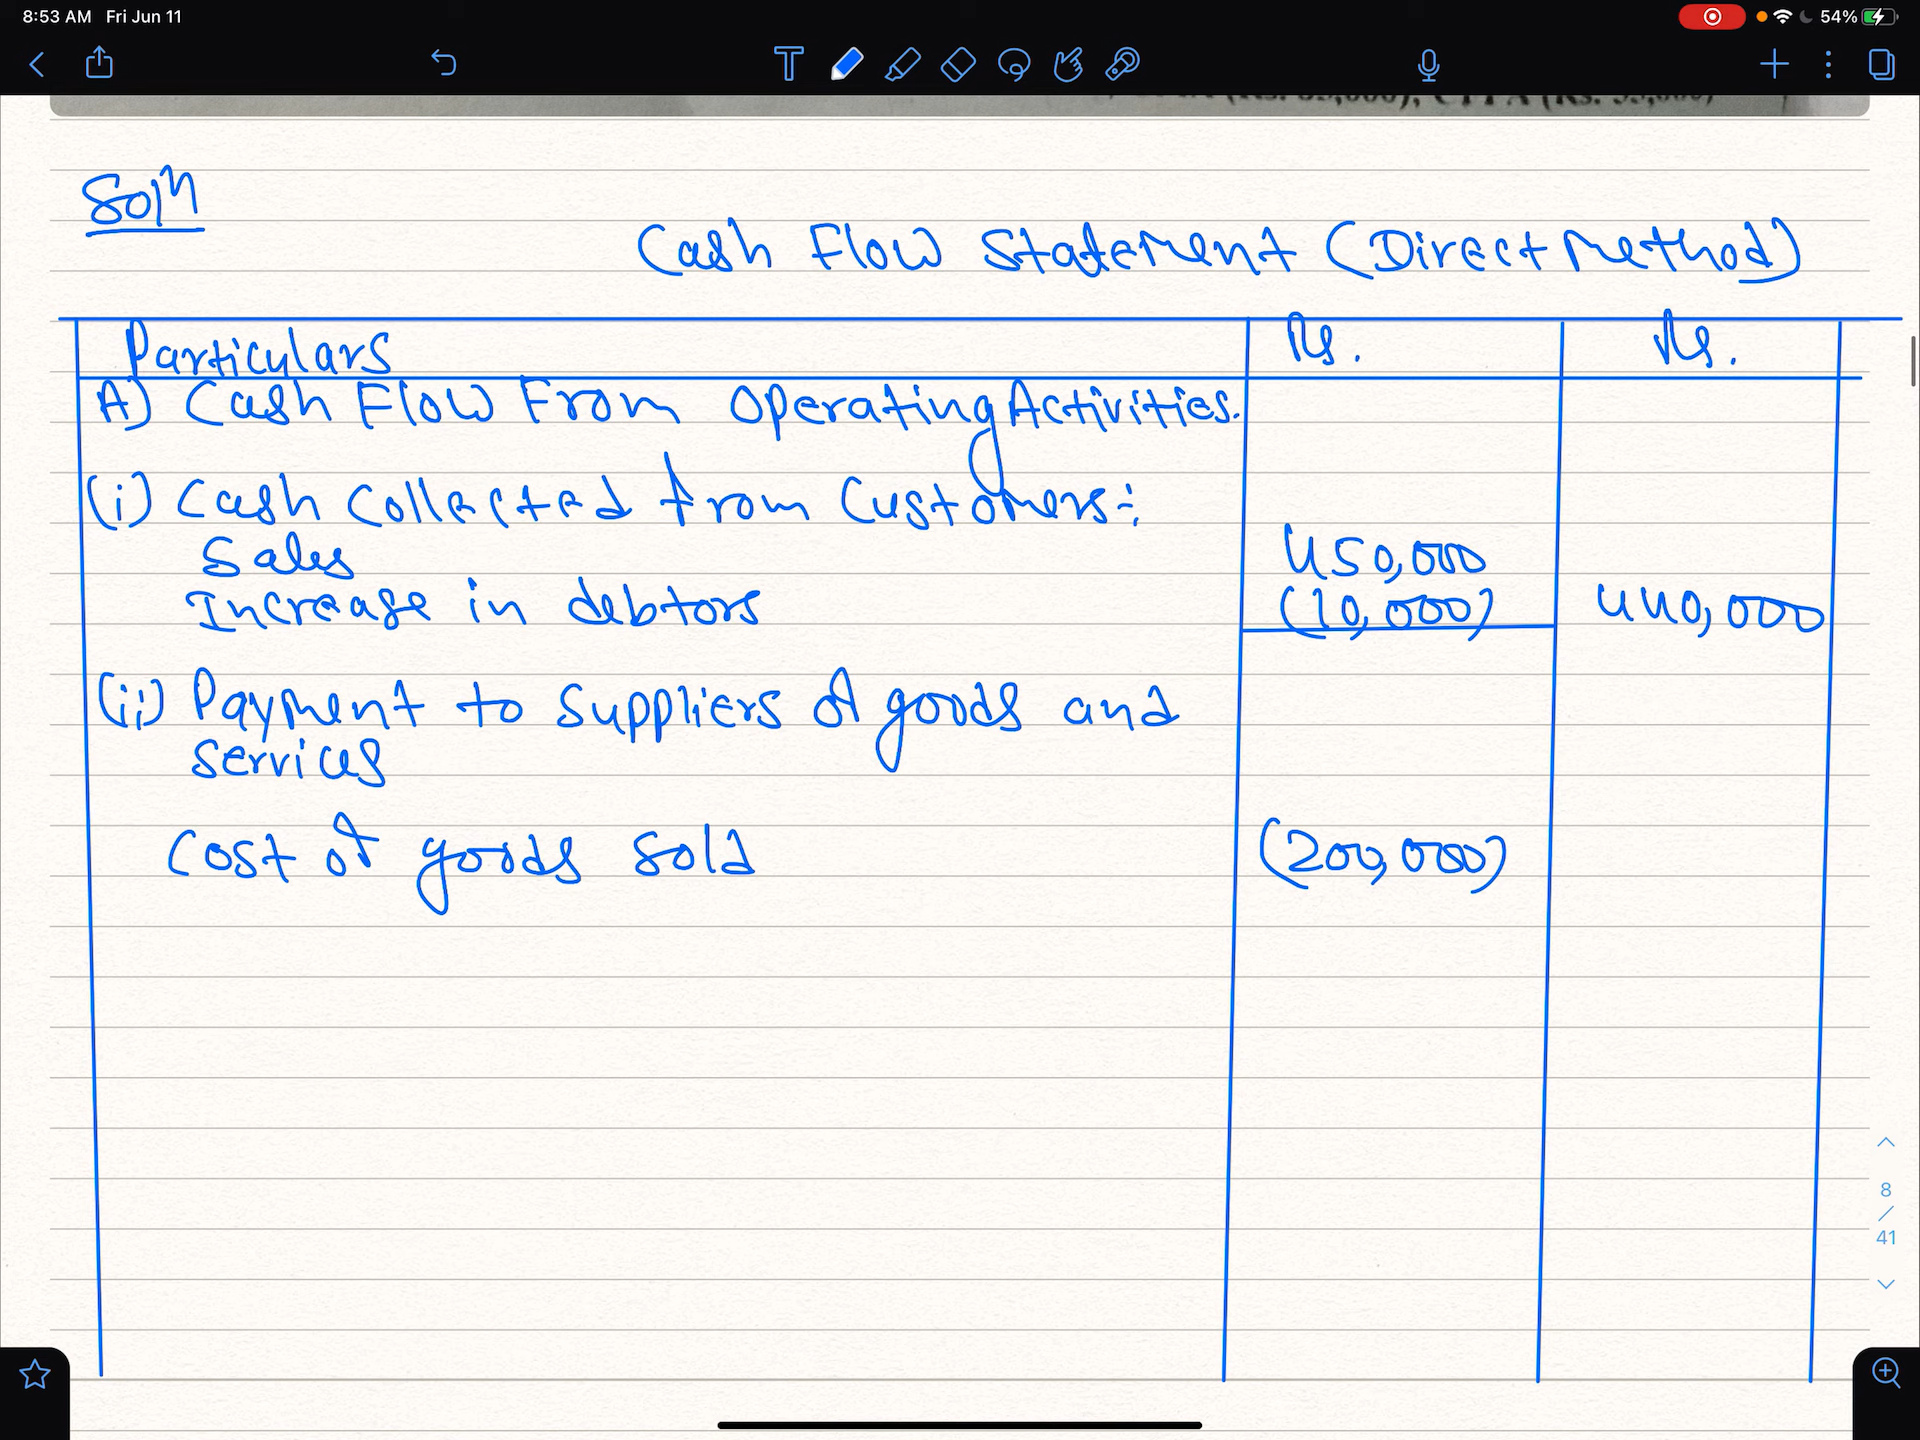 8:53 AM Fri Jun 11
54%
Soln
Cash Flow Statement (Direct Method)
Particulars Rs. Rs.
A) Cash Flow From Operating Activities.
(i) Cash Collected from Customers:
Sales 450,000
Increase in debtors (10,000) 440,000
(ii) Payment to suppliers of goods and
services
Cost of goods sold (200,000)
8
/
41